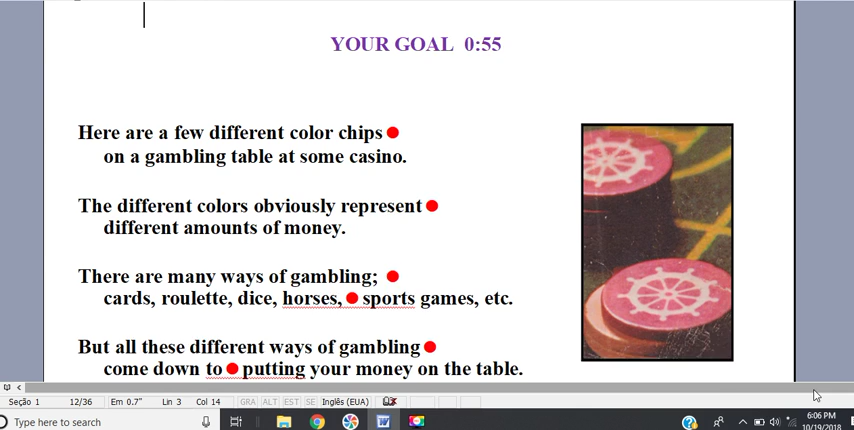 YOUR GOAL 0:55
Here are a few different color chips
on a gambling table at some casino.
The different colors obviously represent
different amounts of money.
There are many ways of gambling;
cards, roulette, dice, horses, sports games, etc.
But all these different ways of gambling
come down to putting your money on the table.
Seção 1 12/36 Em 0.7" Lin 3 Col 14 GRA ALT EST SE Inglês (EUA)
Type here to search
6:06 PM
10/19/2018